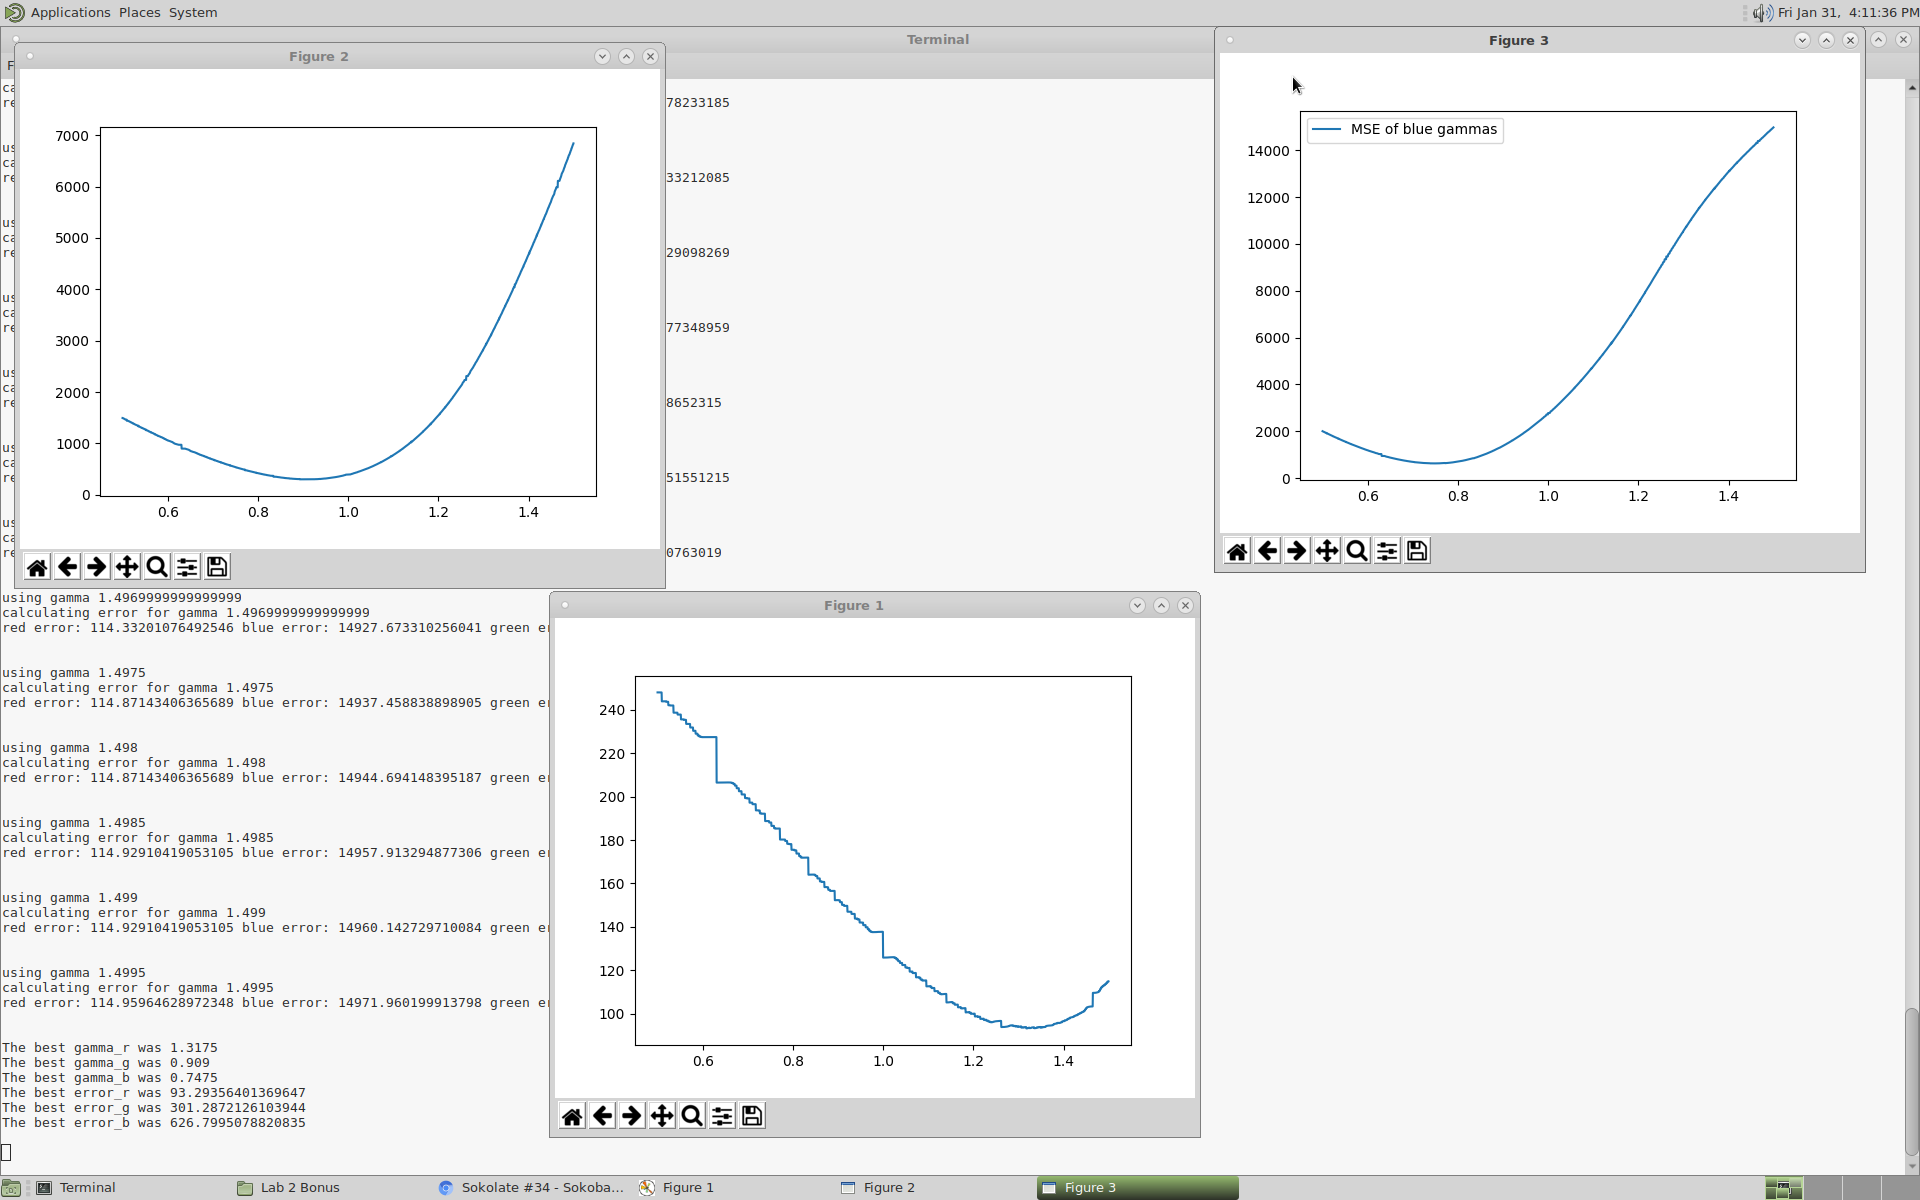 Applications Places System
Fri Jan 31, 4:11:36 PM
Terminal
Figure 2
7000
6000
5000
4000
3000
2000
1000
0
0.6 0.8 1.0 1.2 1.4
78233185
33212085
29098269
77348959
8652315
51551215
0763019
Figure 3
MSE of blue gammas
14000
12000
10000
8000
6000
4000
2000
0
0.6 0.8 1.0 1.2 1.4
using gamma 1.4969999999999999
calculating error for gamma 1.4969999999999999
red error: 114.33201076492546 blue error: 14927.673310256041 green er
using gamma 1.4975
calculating error for gamma 1.4975
red error: 114.87143406365689 blue error: 14937.458838898905 green er
using gamma 1.498
calculating error for gamma 1.498
red error: 114.87143406365689 blue error: 14944.694148395187 green er
using gamma 1.4985
calculating error for gamma 1.4985
red error: 114.92910419053105 blue error: 14957.913294877306 green er
using gamma 1.499
calculating error for gamma 1.499
red error: 114.92910419053105 blue error: 14960.142729710084 green er
using gamma 1.4995
calculating error for gamma 1.4995
red error: 114.95964628972348 blue error: 14971.960199913798 green er
The best gamma_r was 1.3175
The best gamma_g was 0.909
The best gamma_b was 0.7475
The best error_r was 93.29356401369647
The best error_g was 301.2872126103944
The best error_b was 626.7995078820835
Figure 1
240
220
200
180
160
140
120
100
0.6 0.8 1.0 1.2 1.4
Terminal
Lab 2 Bonus
Sokolate #34 - Sokoba...
Figure 1
Figure 2
Figure 3